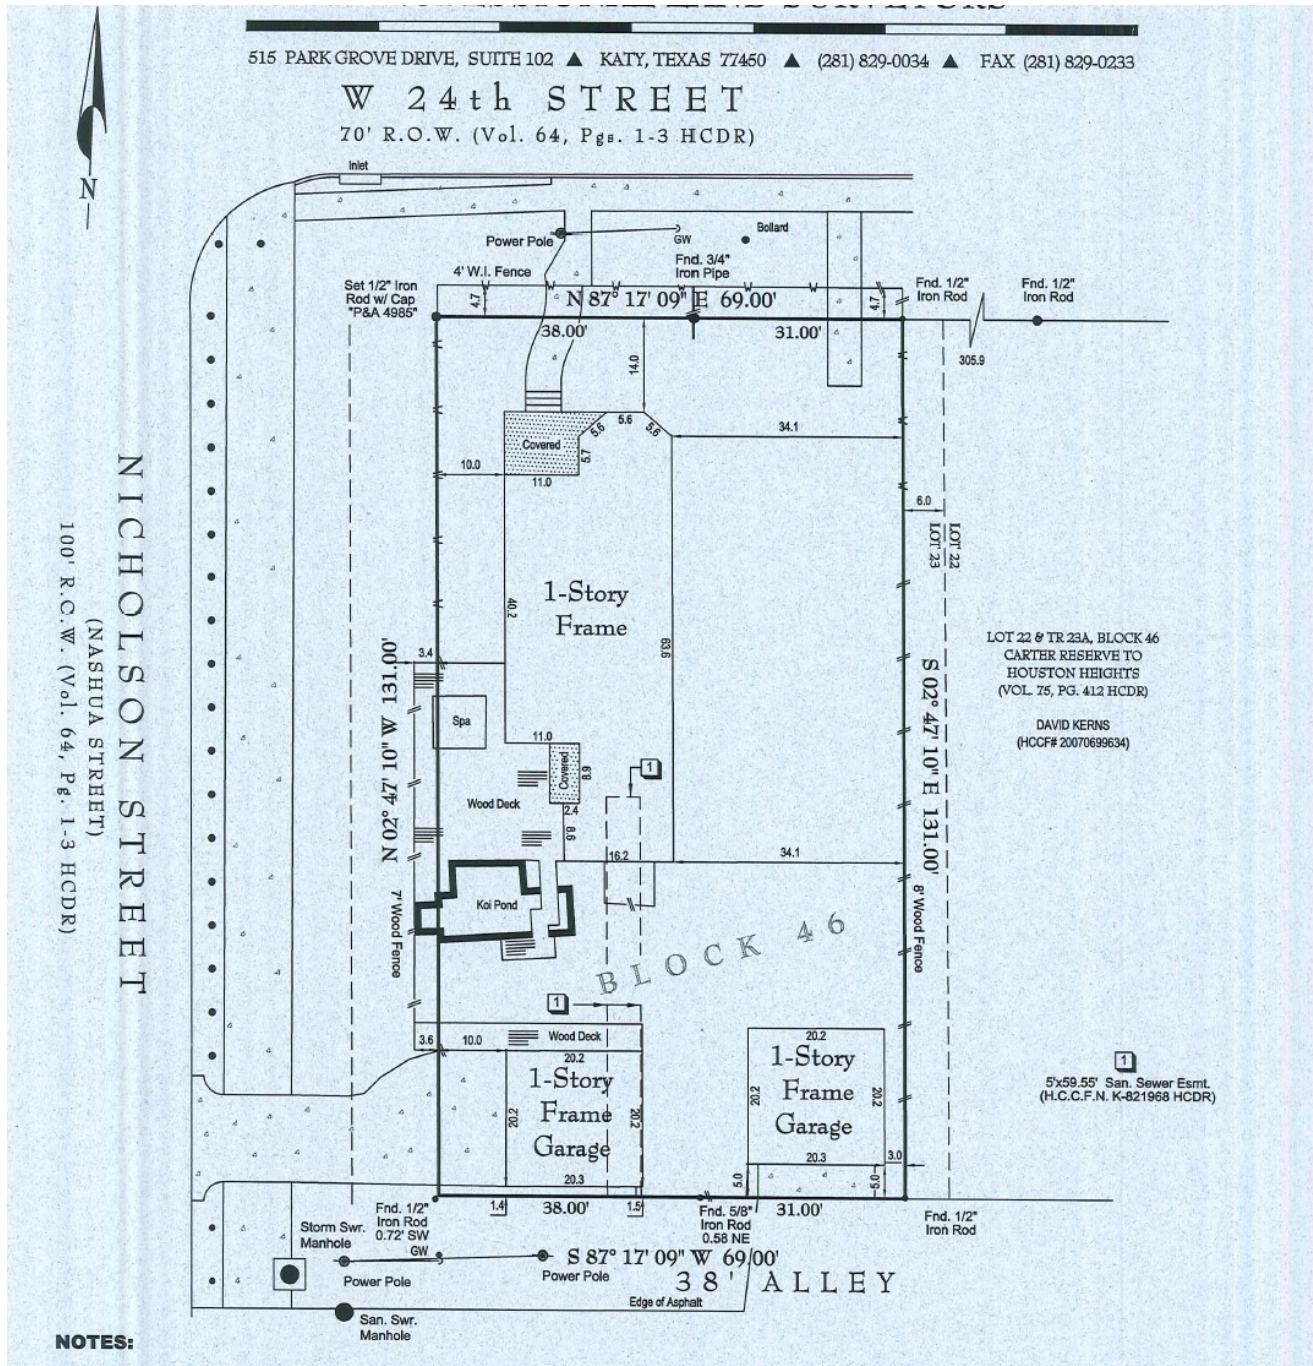 515 PARK GROVE DRIVE, SUITE 102 ▲ KATY, TEXAS 77450 ▲ (281) 829-0034 ▲ FAX (281) 829-0233
W 24th STREET
70' R.O.W. (Vol. 64, Pgs. 1-3 HCDR)
N
Inlet
Power Pole
GW
Bollard
4' W.I. Fence
Fnd. 3/4"
Iron Pipe
Set 1/2" Iron
Rod w/ Cap
"P&A 4985"
4.7
N 87° 17' 09" E 69.00'
4.7
Fnd. 1/2"
Iron Rod
Fnd. 1/2"
Iron Rod
38.00'
31.00'
14.0
305.9
Covered
5.6
5.6
5.6
5.7
34.1
10.0
11.0
6.0
LOT 23
LOT 22
NICHOLSON STREET
(NASHUA STREET)
100' R.C.W. (Vol. 64, Pg. 1-3 HCDR)
1-Story
Frame
40.2
63.6
3.4
N 02° 47' 10" W 131.00'
S 02° 47' 10" E 131.00'
LOT 22 & TR 23A, BLOCK 46
CARTER RESERVE TO
HOUSTON HEIGHTS
(VOL. 75, PG. 412 HCDR)
DAVID KERNS
(HCCF# 20070699634)
Spa
11.0
Covered
8.9
1
Wood Deck
2.4
8.6
16.2
34.1
Koi Pond
7' Wood Fence
8' Wood Fence
BLOCK 46
1
3.6
10.0
Wood Deck
20.2
1-Story
Frame
Garage
20.2
20.2
20.3
20.2
1-Story
Frame
Garage
20.2
20.2
20.3
3.0
5.0
5.0
1
5'x59.55' San. Sewer Esmt.
(H.C.C.F.N. K-821968 HCDR)
1.4
38.00'
1.5
31.00'
Fnd. 1/2"
Iron Rod
0.72' SW
Fnd. 5/8"
Iron Rod
0.58 NE
Fnd. 1/2"
Iron Rod
Storm Swr.
Manhole
GW
Power Pole
Power Pole
S 87° 17' 09" W 69.00'
38' ALLEY
Edge of Asphalt
San. Swr.
Manhole
NOTES: